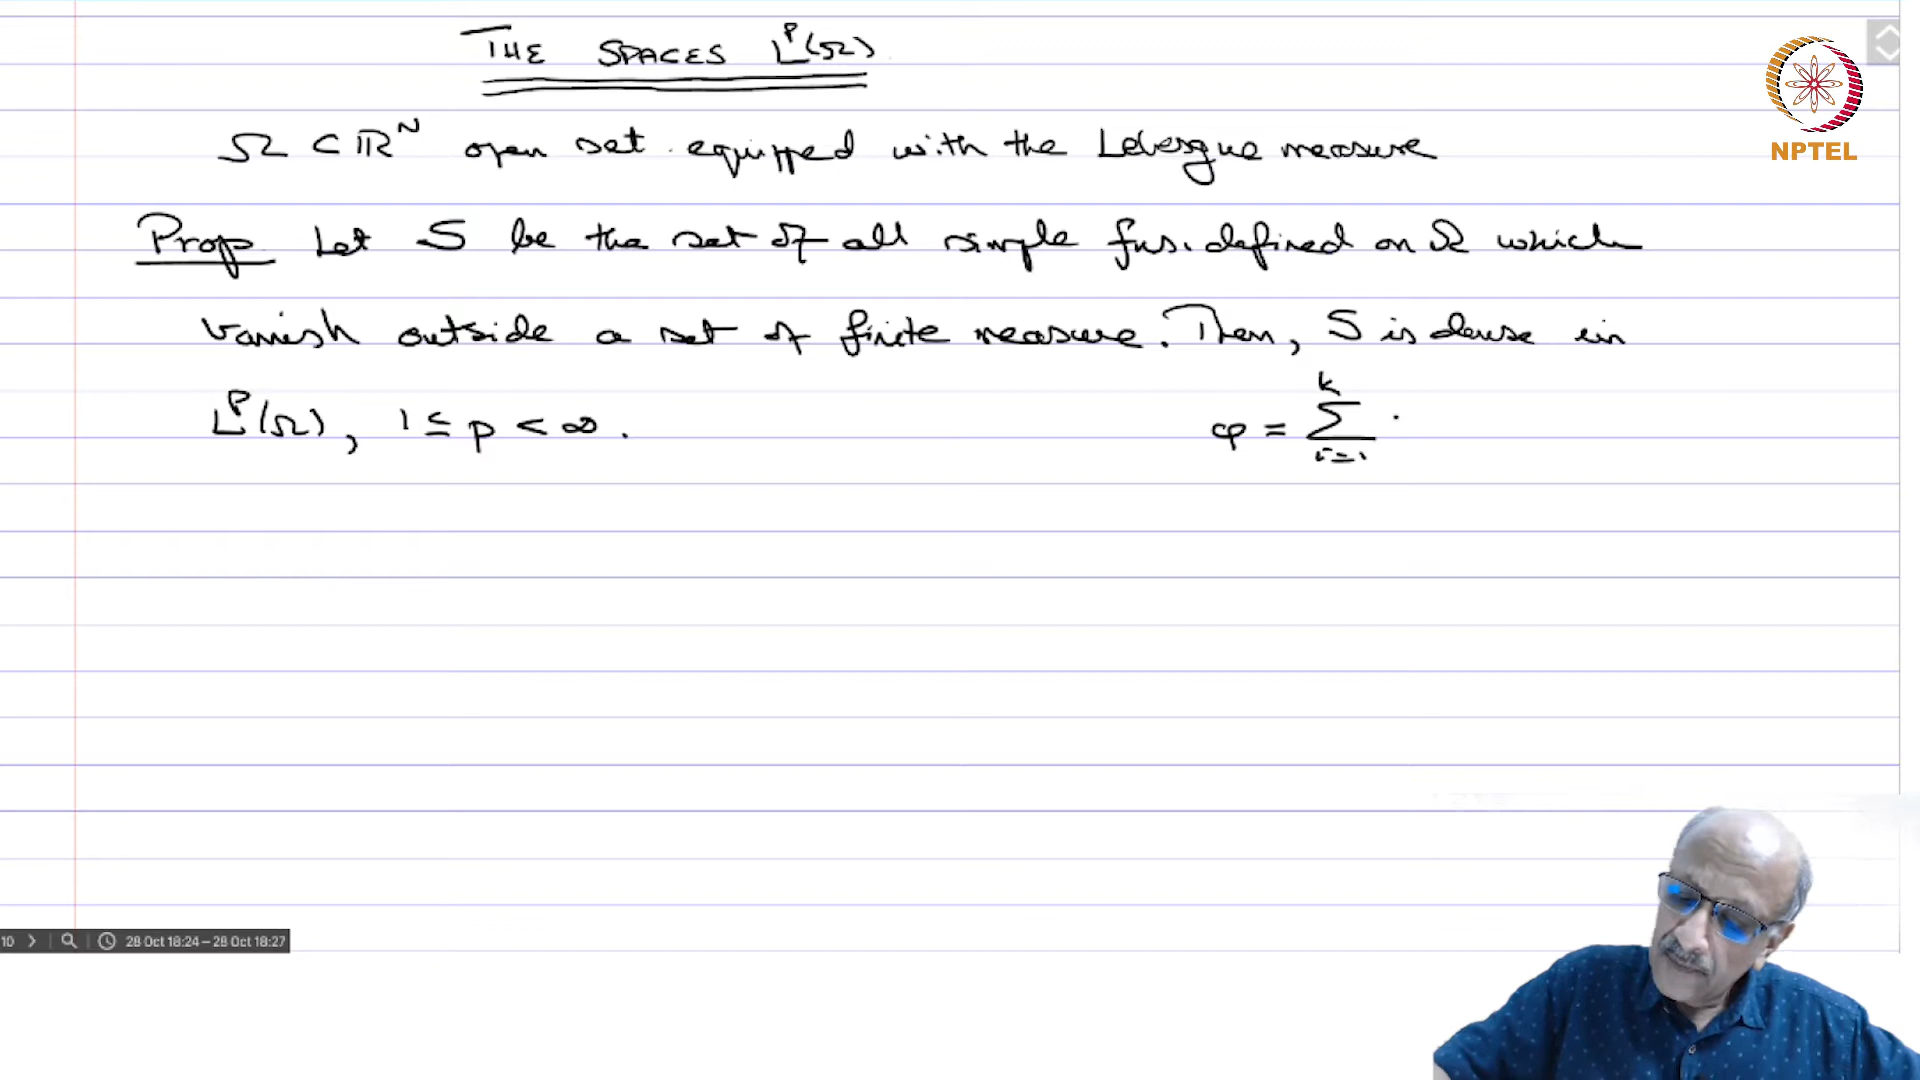 THE SPACES L^p(Ω)
NPTEL
Ω ⊂ ℝ^N open set equipped with the Lebesgue measure
Prop Let S be the set of all simple fns. defined on Ω which
vanish outside a set of finite measure. Then, S is dense in
L^p(Ω), 1 ≤ p < ∞. φ = ∑_{i=1}^{k}
10 28 Oct 18:24 – 28 Oct 18:27